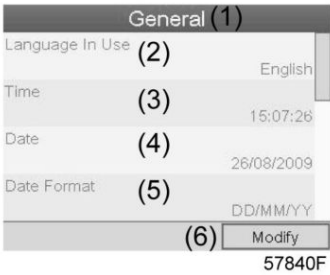 General (1)
Language In Use (2)
English
Time (3)
15:07:26
Date (4)
26/08/2009
Date Format (5)
DD/MM/YY
(6) Modify
57840F